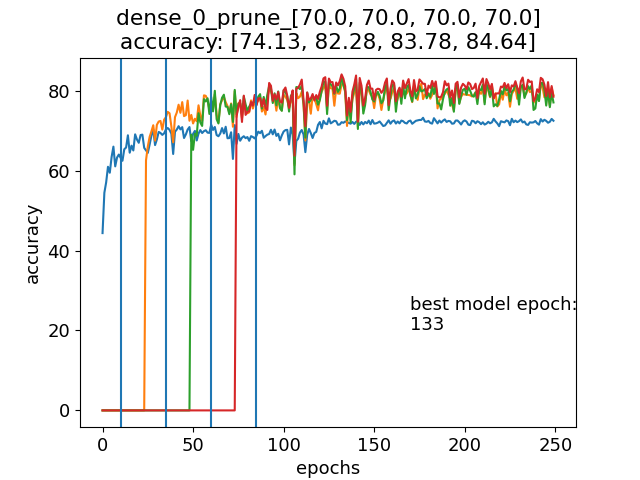 dense_0_prune_[70.0, 70.0, 70.0, 70.0]
accuracy: [74.13, 82.28, 83.78, 84.64]
80
60
40
20
0
accuracy
best model epoch:
133
0 50 100 150 200 250
epochs